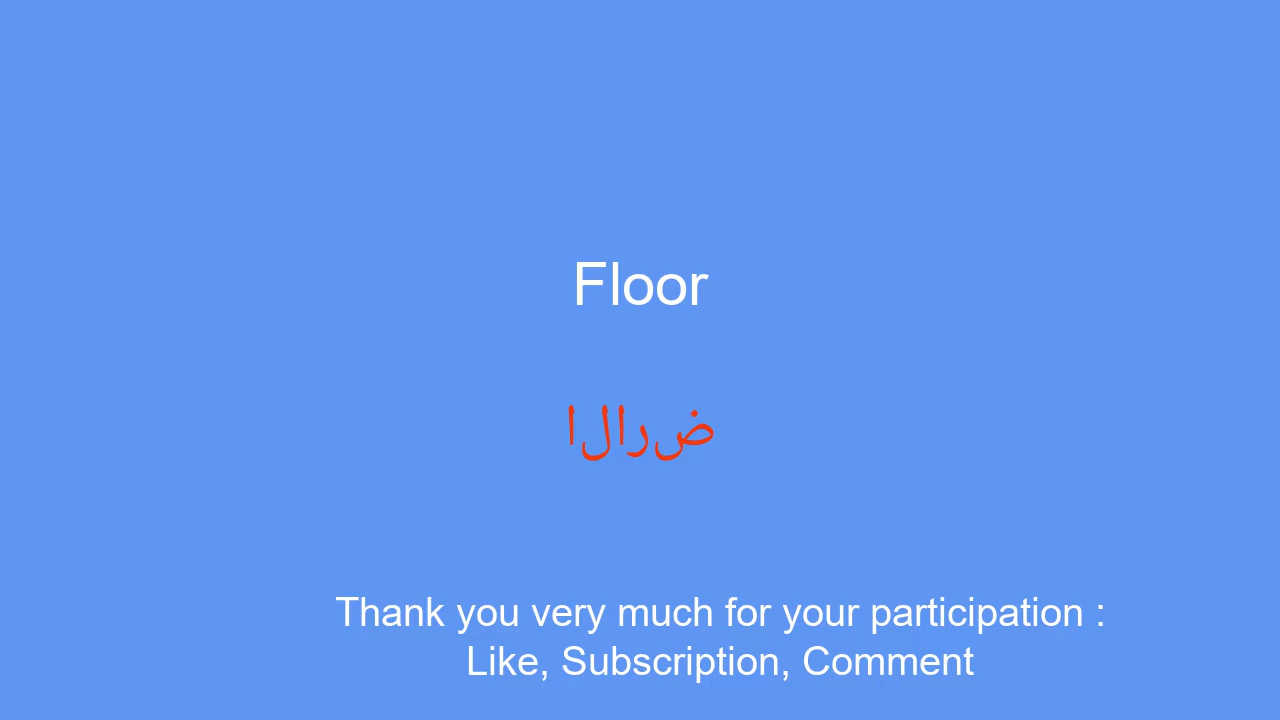 Floor
الارض
Thank you very much for your participation :
Like, Subscription, Comment